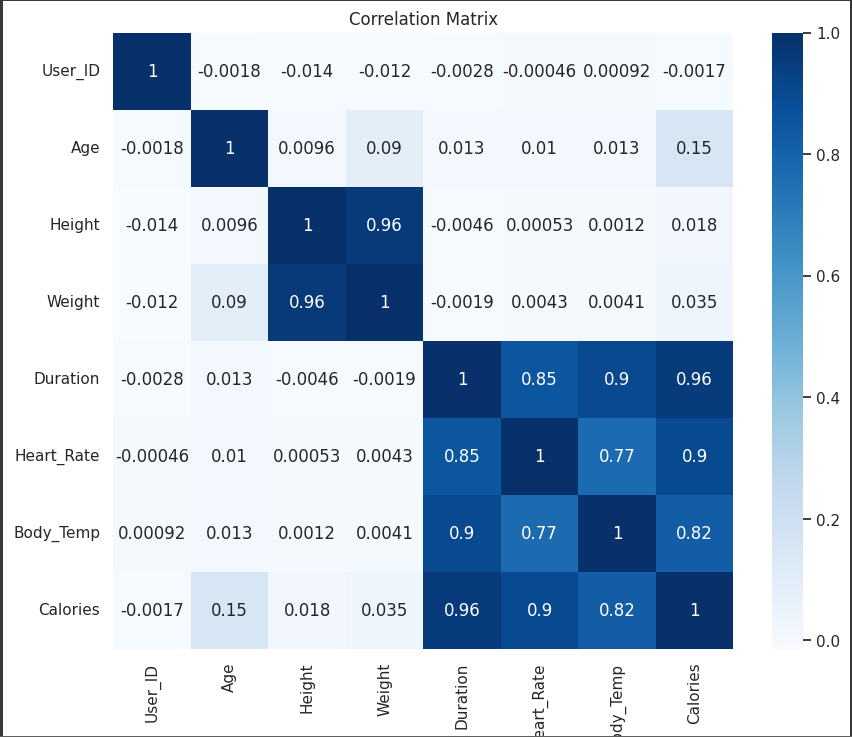 Correlation Matrix
User_ID 1 -0.0018 -0.014 -0.012 -0.0028 -0.00046 0.00092 -0.0017
Age -0.0018 1 0.0096 0.09 0.013 0.01 0.013 0.15
Height -0.014 0.0096 1 0.96 -0.0046 0.00053 0.0012 0.018
Weight -0.012 0.09 0.96 1 -0.0019 0.0043 0.0041 0.035
Duration -0.0028 0.013 -0.0046 -0.0019 1 0.85 0.9 0.96
Heart_Rate -0.00046 0.01 0.00053 0.0043 0.85 1 0.77 0.9
Body_Temp 0.00092 0.013 0.0012 0.0041 0.9 0.77 1 0.82
Calories -0.0017 0.15 0.018 0.035 0.96 0.9 0.82 1
User_ID Age Height Weight Duration eart_Rate ody_Temp Calories
1.0
0.8
0.6
0.4
0.2
0.0